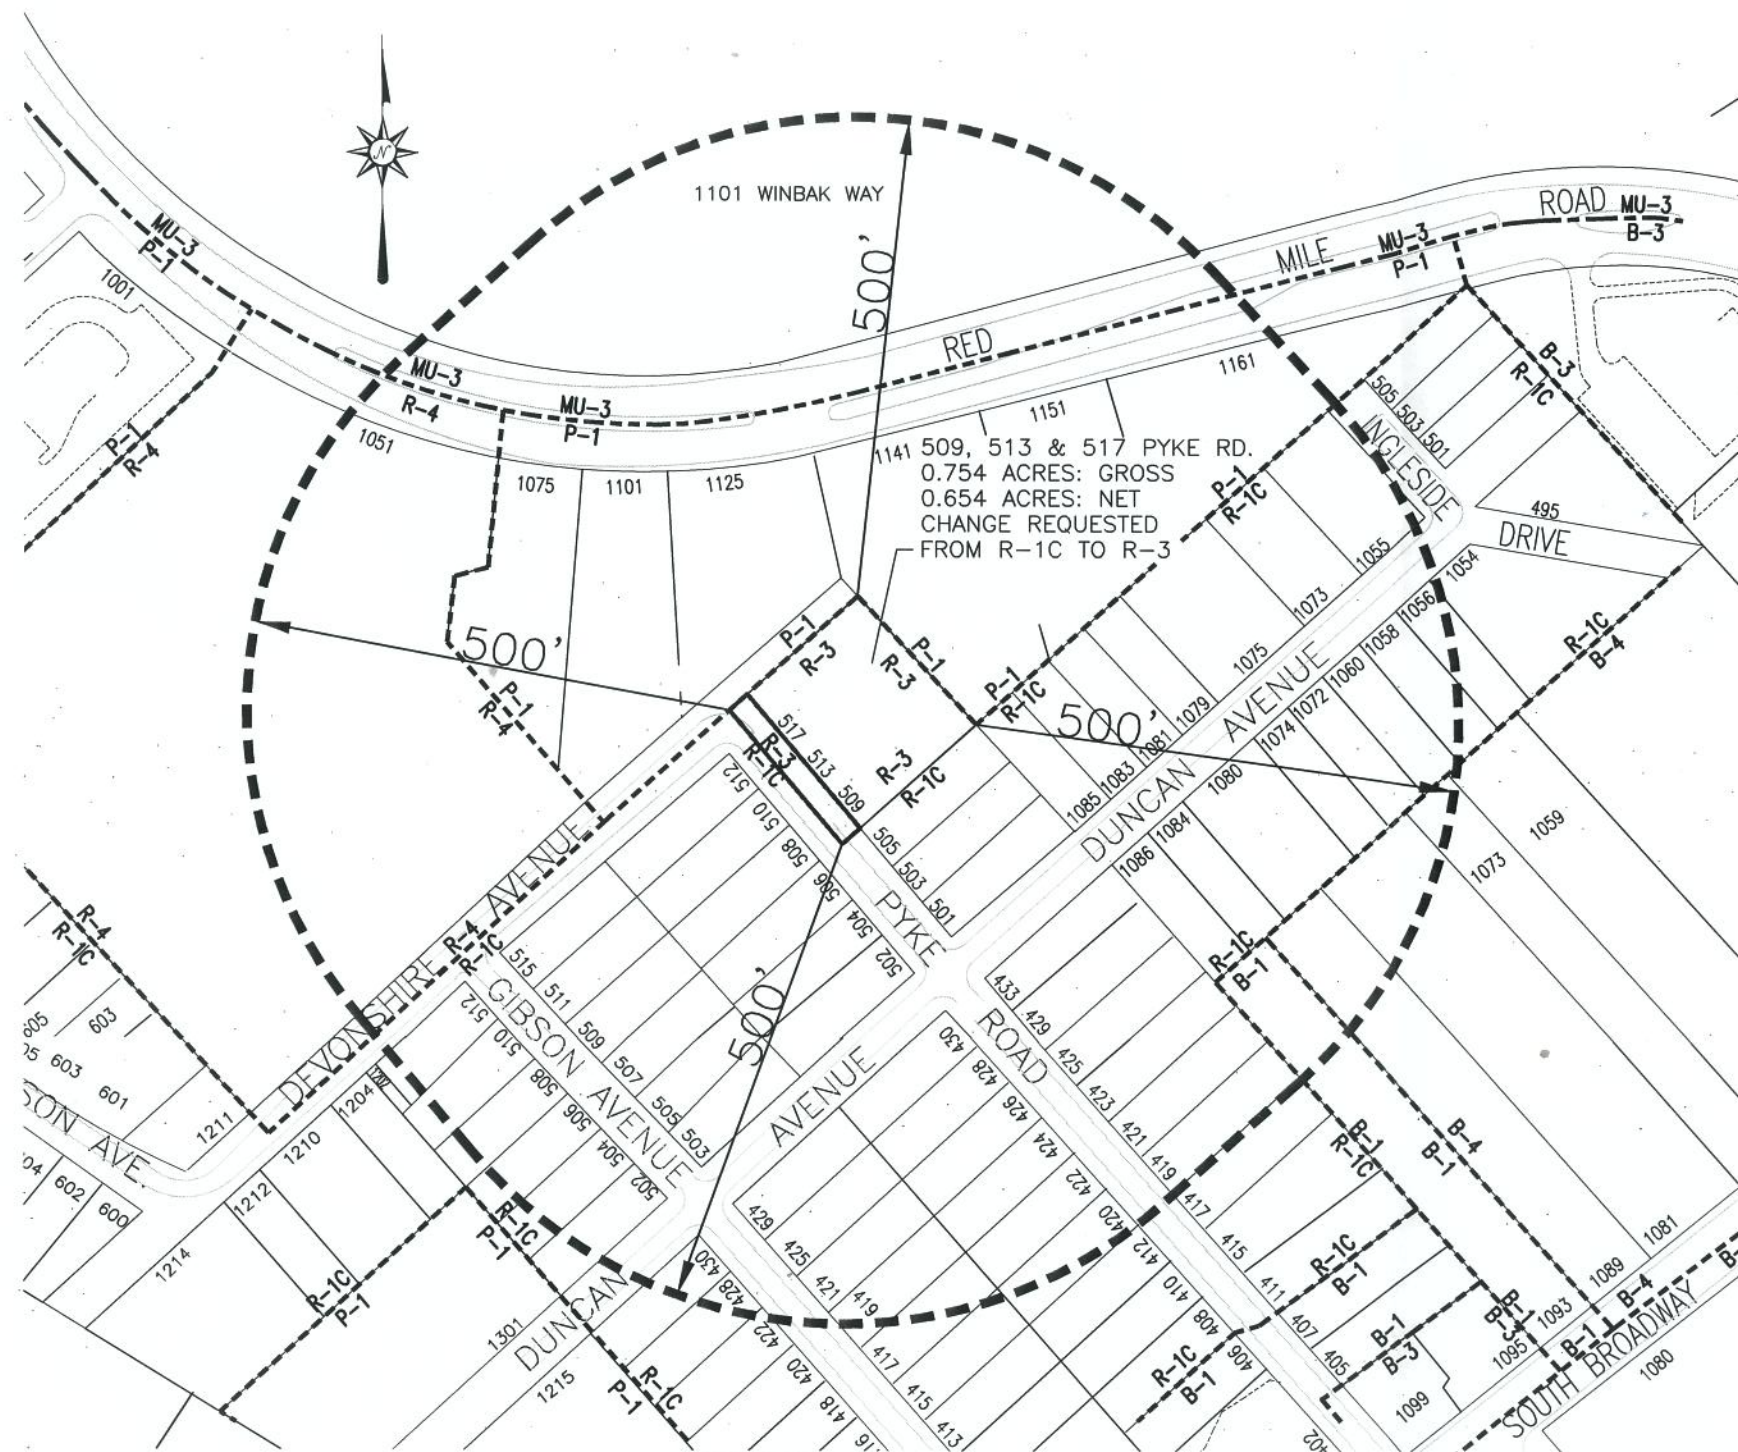 N
1101 WINBAK WAY
500'
ROAD
MU-3
B-3
MILE
MU-3
P-1
RED
MU-3
P-1
1001
MU-3
R-4
MU-3
P-1
P-1
R-4
1051
1075
1101
1125
1141
1151
1161
509, 513 & 517 PYKE RD.
0.754 ACRES: GROSS
0.654 ACRES: NET
CHANGE REQUESTED
FROM R-1C TO R-3
B-3
R-1C
505
503
501
INGLESIDE
DRIVE
495
P-1
R-1C
1055
1073
1075
1079
1081
1083
1085
1054
1056
1058
1060
1072
1074
1080
1084
1086
DUNCAN AVENUE
R-1C
B-4
500'
P-1
R-4
P-1
R-3
P-1
R-3
P-1
R-1C
500'
517
513
509
R-3
R-1C
R-3
R-1C
505
503
501
1059
1073
512
510
508
506
504
502
PYKE
ROAD
DEVONSHIRE AVENUE
R-4
R-1C
R-4
R-1C
515
511
509
507
505
503
GIBSON AVENUE
512
510
508
506
504
502
500'
AVENUE
DUNCAN
605
603
603
601
SON AVE.
602
600
1211
1204
1210
1212
1214
R-1C
P-1
R-1C
P-1
1301
1215
R-1C
P-1
433
429
425
423
421
419
417
415
411
407
405
430
428
426
424
422
420
412
410
408
406
402
429
425
421
419
417
415
413
430
428
422
420
418
416
R-1C
B-1
B-1
R-1C
B-4
B-1
R-1C
B-1
R-1C
B-1
B-1
B-3
B-1
B-3
B-4
B-1
1081
1089
1093
1095
1099
1080
SOUTH BROADWAY